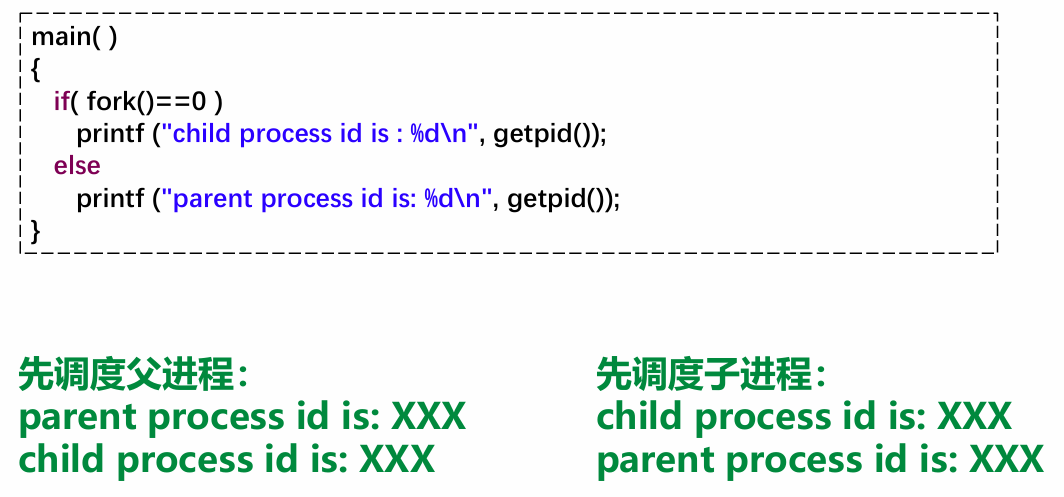 main( )
{
if( fork()==0 )
printf ("child process id is : %d\n", getpid());
else
printf ("parent process id is: %d\n", getpid());
}
先调度父进程：
parent process id is: XXX
child process id is: XXX
先调度子进程：
child process id is: XXX
parent process id is: XXX